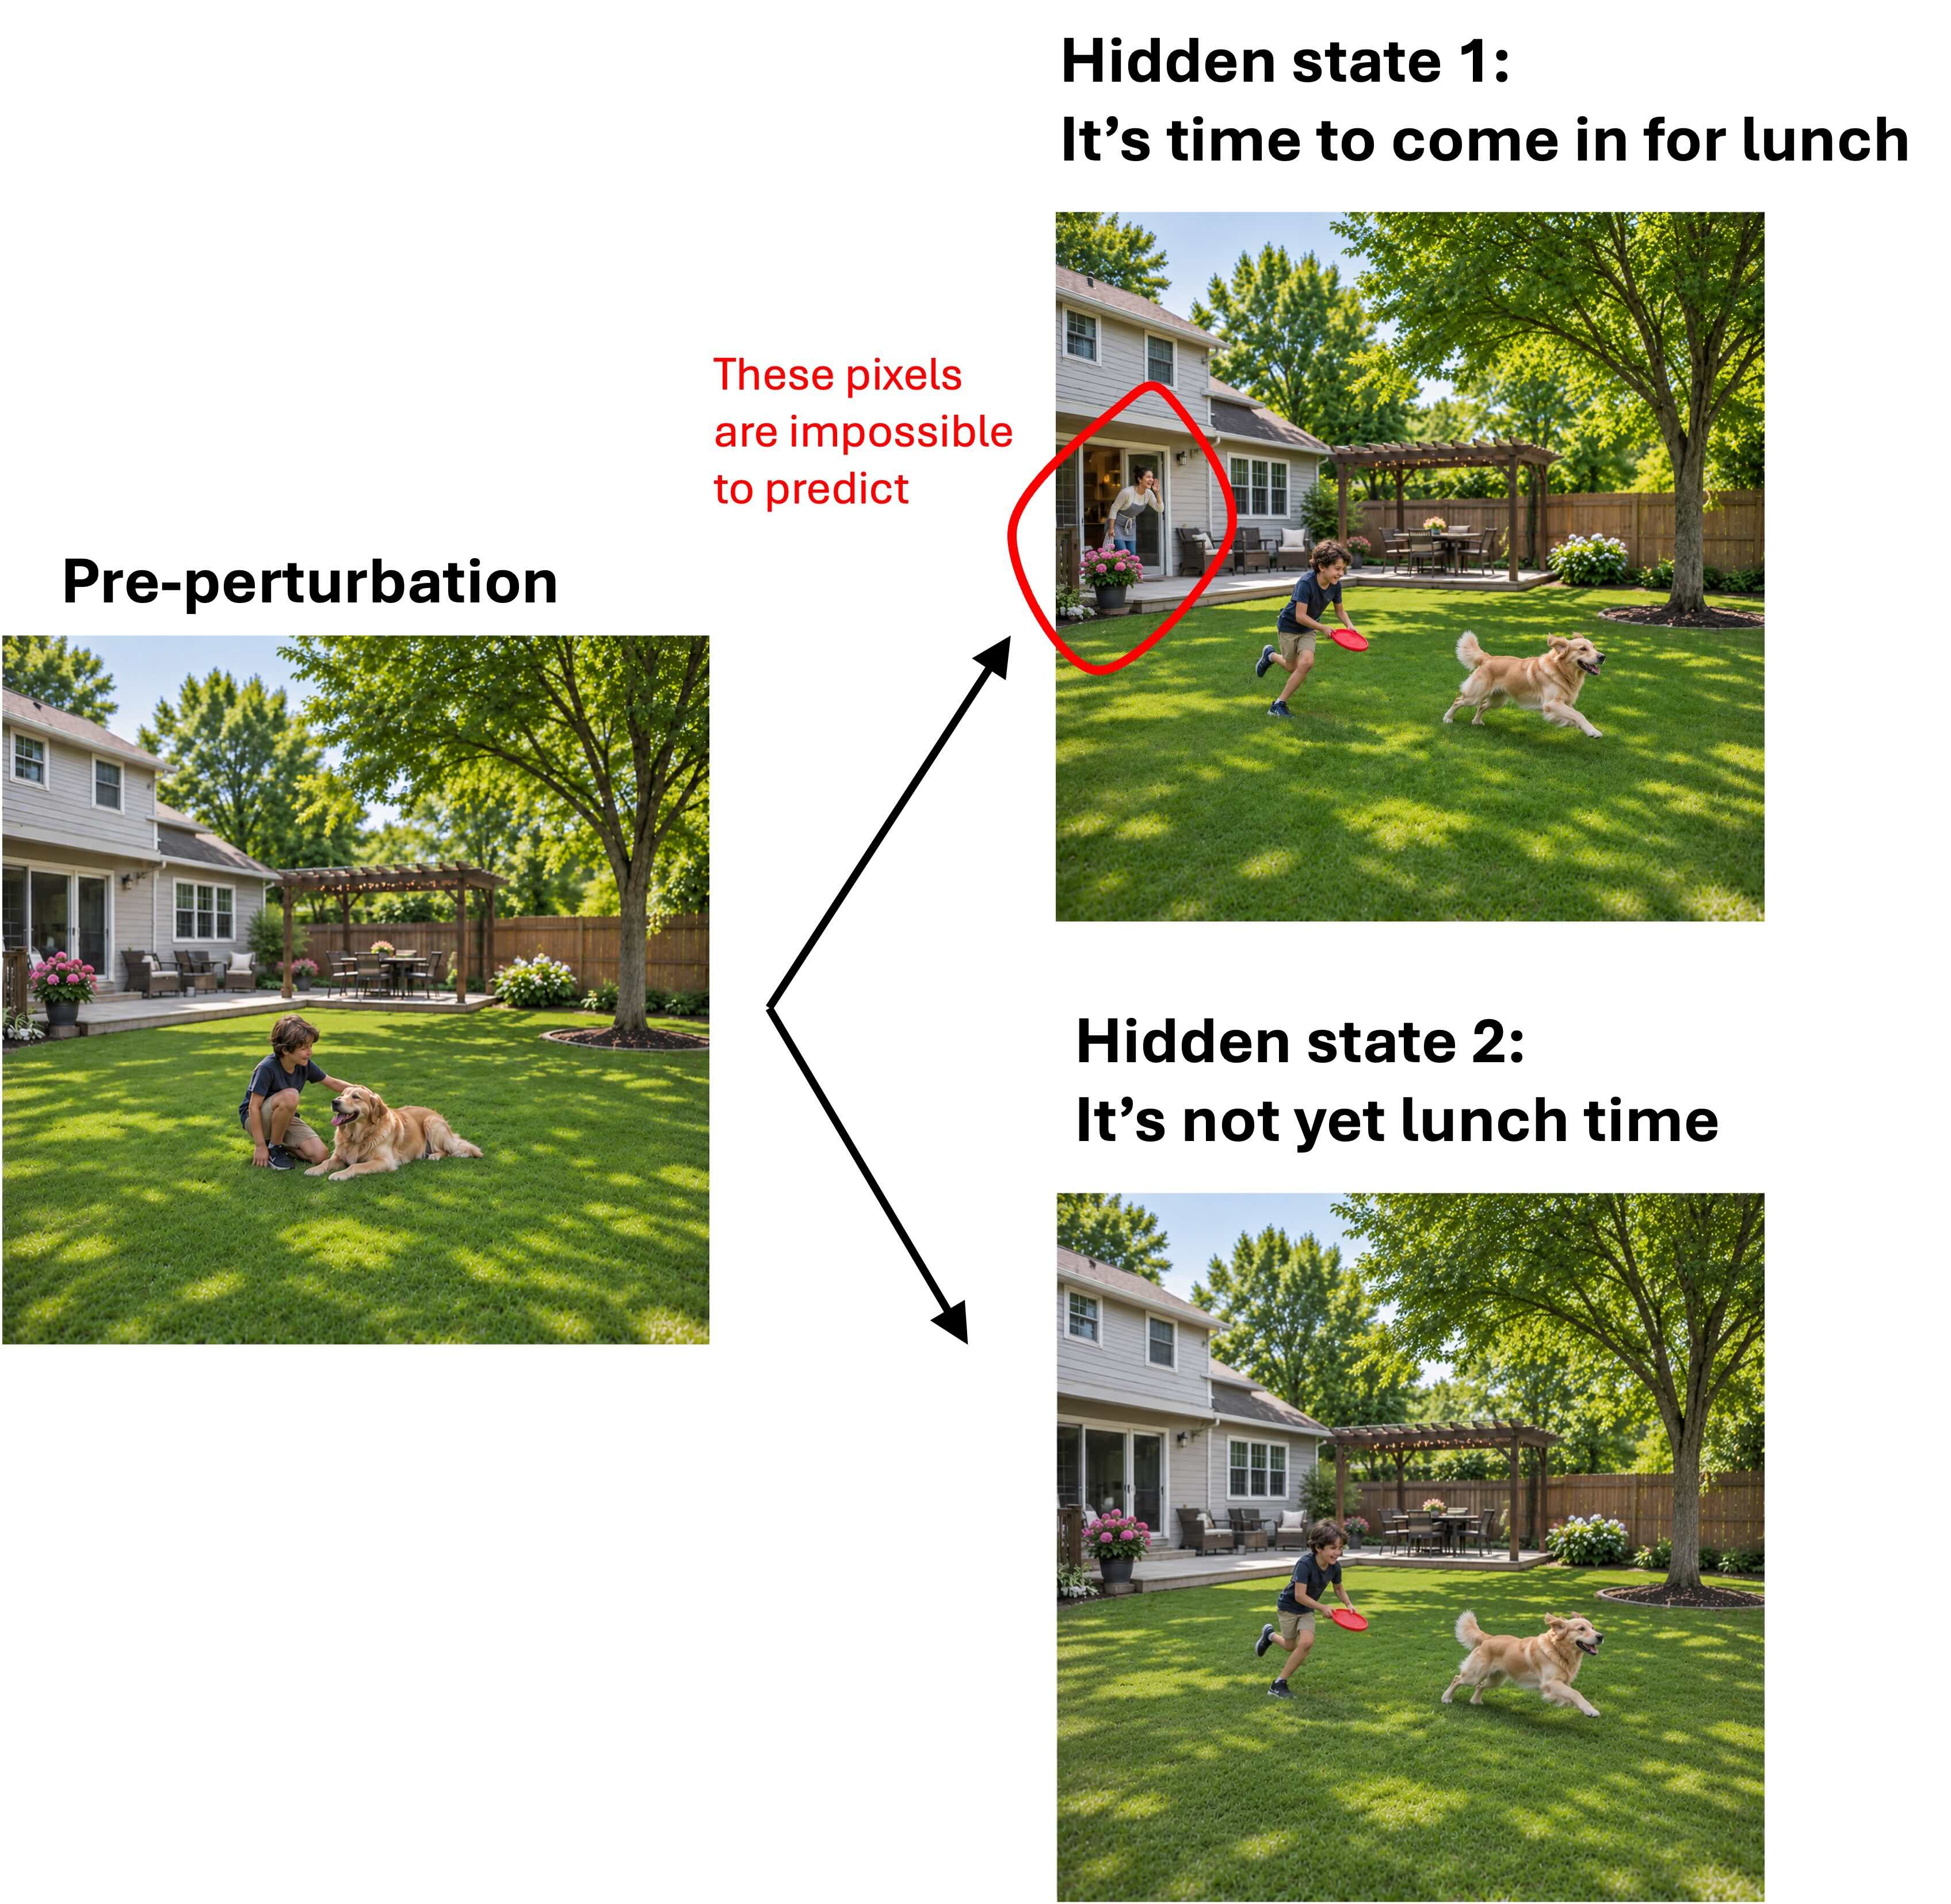 Hidden state 1:
It’s time to come in for lunch
These pixels
are impossible
to predict
Pre-perturbation
Hidden state 2:
It’s not yet lunch time